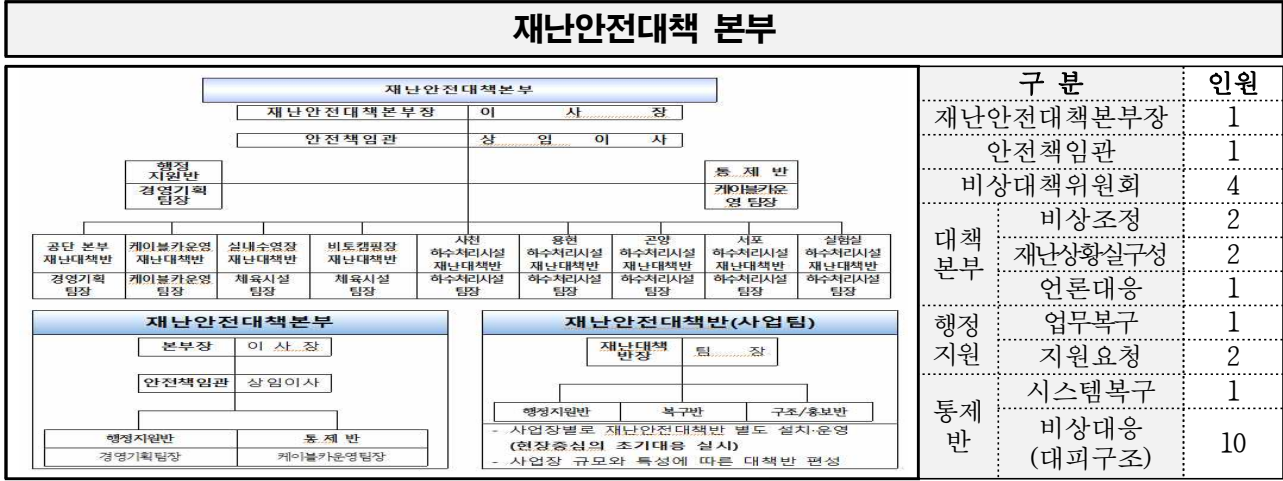 재난안전대책 본부
재난안전대책본부
재난안전대책본부장 이 사 장
안전책임관 상 임 이 사
행정
지원반
경영기획
팀장
통 제 반
케이블카운
영 팀장
공단 본부
재난대책반
경영기획
팀장
케이블카운영
재난대책반
케이블카운영
팀장
실내수영장
재난대책반
체육시설
팀장
비토캠핑장
재난대책반
체육시설
팀장
사천
하수처리시설
재난대책반
하수처리시설
팀장
용현
하수처리시설
재난대책반
하수처리시설
팀장
곤양
하수처리시설
재난대책반
하수처리시설
팀장
서포
하수처리시설
재난대책반
하수처리시설
팀장
실험실
하수처리시설
재난대책반
하수처리시설
팀장
재난안전대책본부
본부장 이 사 장
안전책임관 상임이사
행정지원반 통 제 반
경영기획팀장 케이블카운영팀장
재난안전대책반(사업팀)
재난대책
반장
팀 장
행정지원반 복구반 구조/홍보반
- 사업장별로 재난안전대책반 별도 설치·운영
(현장중심의 초기대응 실시)
- 사업장 규모와 특성에 따른 대책반 편성
구 분 인원
재난안전대책본부장 1
안전책임관 1
비상대책위원회 4
대책
본부
비상조정 2
재난상황실구성 2
언론대응 1
행정
지원
업무복구 1
지원요청 2
통제
반
시스템복구 1
비상대응
(대피구조)
10